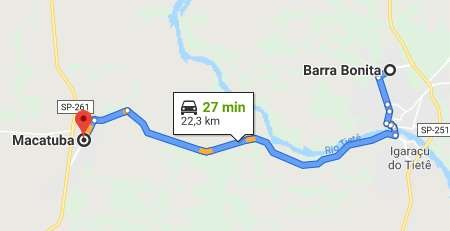 Barra Bonita
SP-261
27 min
22,3 km
Macatuba
SP-251
Rio Tietê
Igaraçu
do Tietê